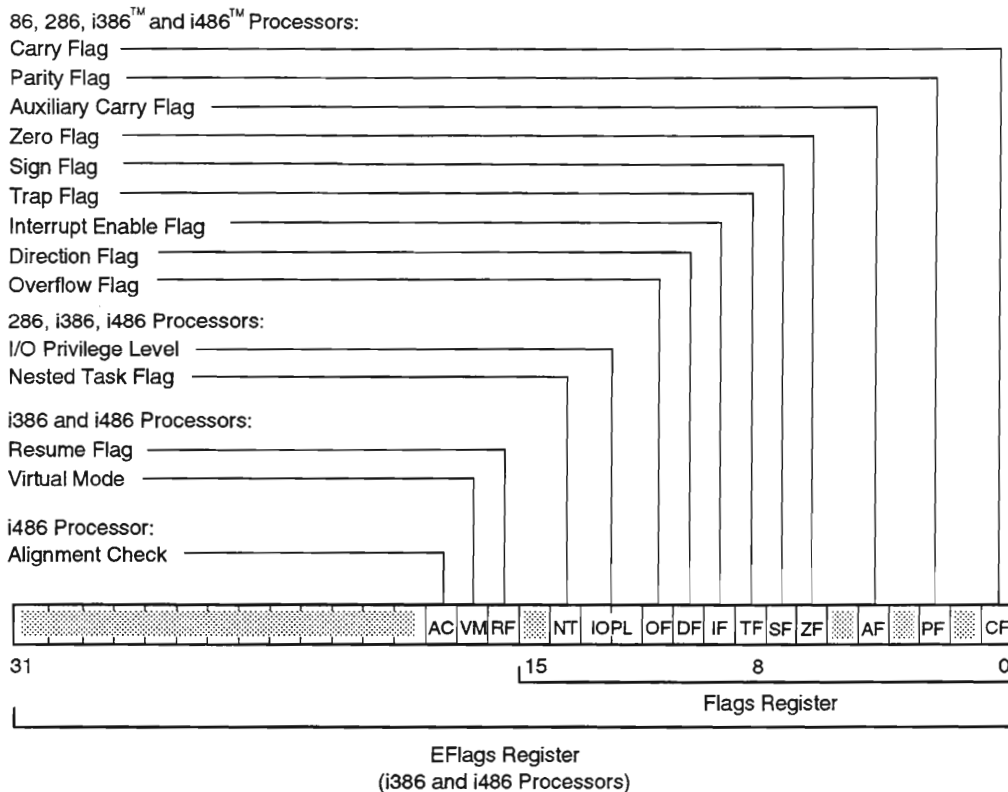 86, 286, i386™ and i486™ Processors:
Carry Flag
Parity Flag
Auxiliary Carry Flag
Zero Flag
Sign Flag
Trap Flag
Interrupt Enable Flag
Direction Flag
Overflow Flag
286, i386, i486 Processors:
I/O Privilege Level
Nested Task Flag
i386 and i486 Processors:
Resume Flag
Virtual Mode
i486 Processor:
Alignment Check
AC VM RF NT IOPL OF DF IF TF SF ZF AF PF CF
31 15 8 0
Flags Register
EFlags Register
(i386 and i486 Processors)